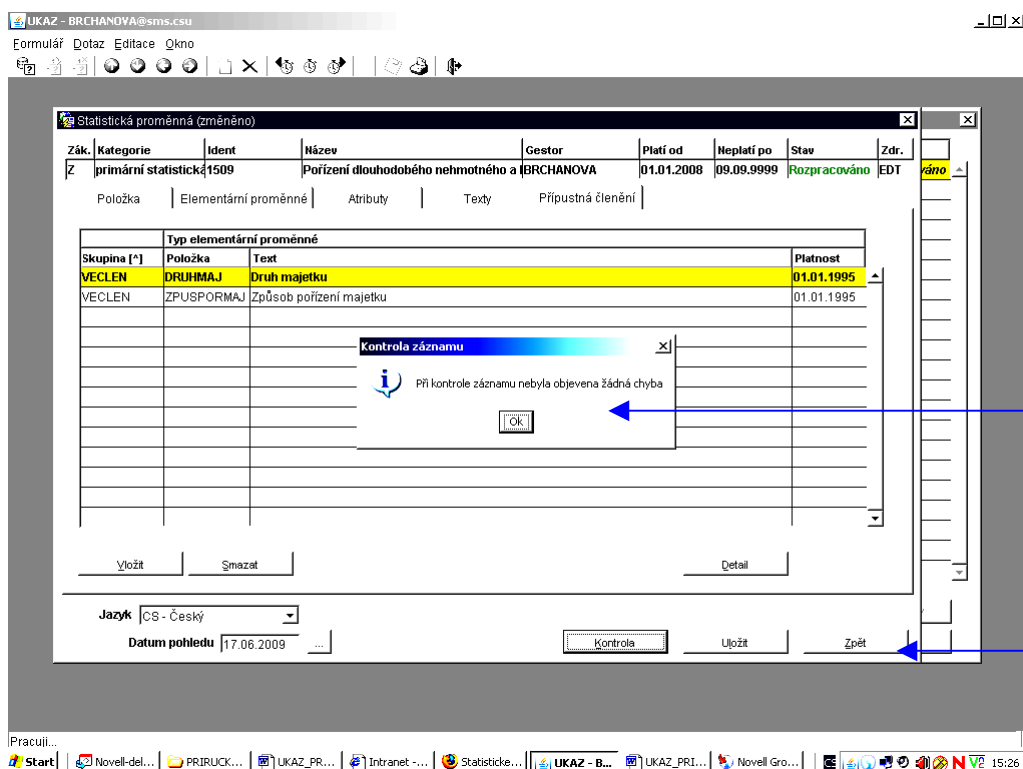 UKAZ - BRCHANOVA@sms.csu
Formulář Dotaz Editace Okno
Statistická proměnná (změněno)
Zák. Kategorie Ident Název Gestor Platí od Neplatí po Stav Zdr.
Z primární statistická 1509 Pořízení dlouhodobého nehmotného a BRCHANOVA 01.01.2008 09.09.9999 Rozpracováno EDT
Položka Elementární proměnné Atributy Texty Přípustná členění
Typ elementární proměnné
Skupina [^] Položka Text Platnost
VECLEN DRUHMAJ Druh majetku 01.01.1995
VECLEN ZPUSPORMAJ Způsob pořízení majetku 01.01.1995
Kontrola záznamu
Při kontrole záznamu nebyla objevena žádná chyba
Ok
Vložit Smazat Detail
Jazyk CS - Český
Datum pohledu 17.06.2009 ... Kontrola Uložit Zpět
Pracuji...
Start Novell-del... PRIRUCK... UKAZ_PR... Intranet -... Statisticke... UKAZ - B... UKAZ_PRI... Novell Gro... 15:26